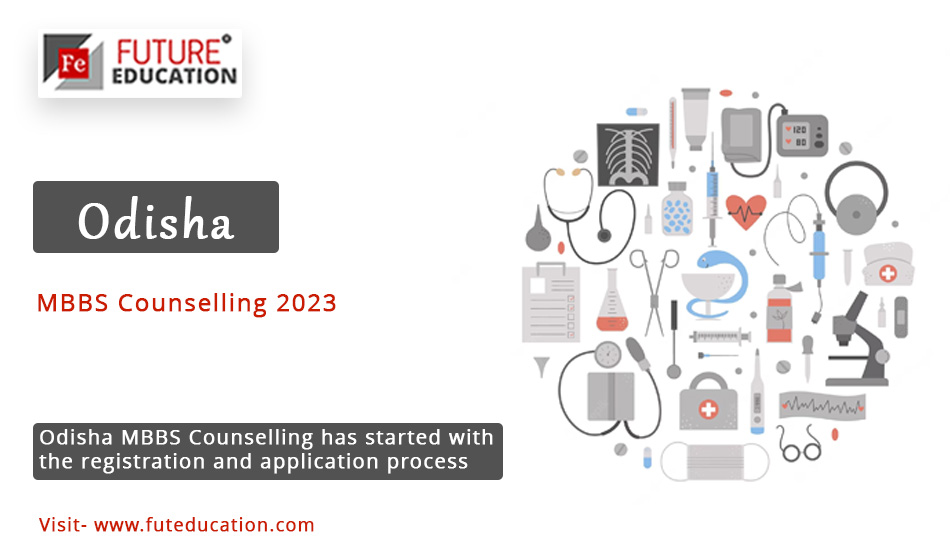 Fe
FUTURE
EDUCATION
Odisha
MBBS Counselling 2023
Odisha MBBS Counselling has started with
the registration and application process
Visit- www.futeducation.com
120
80